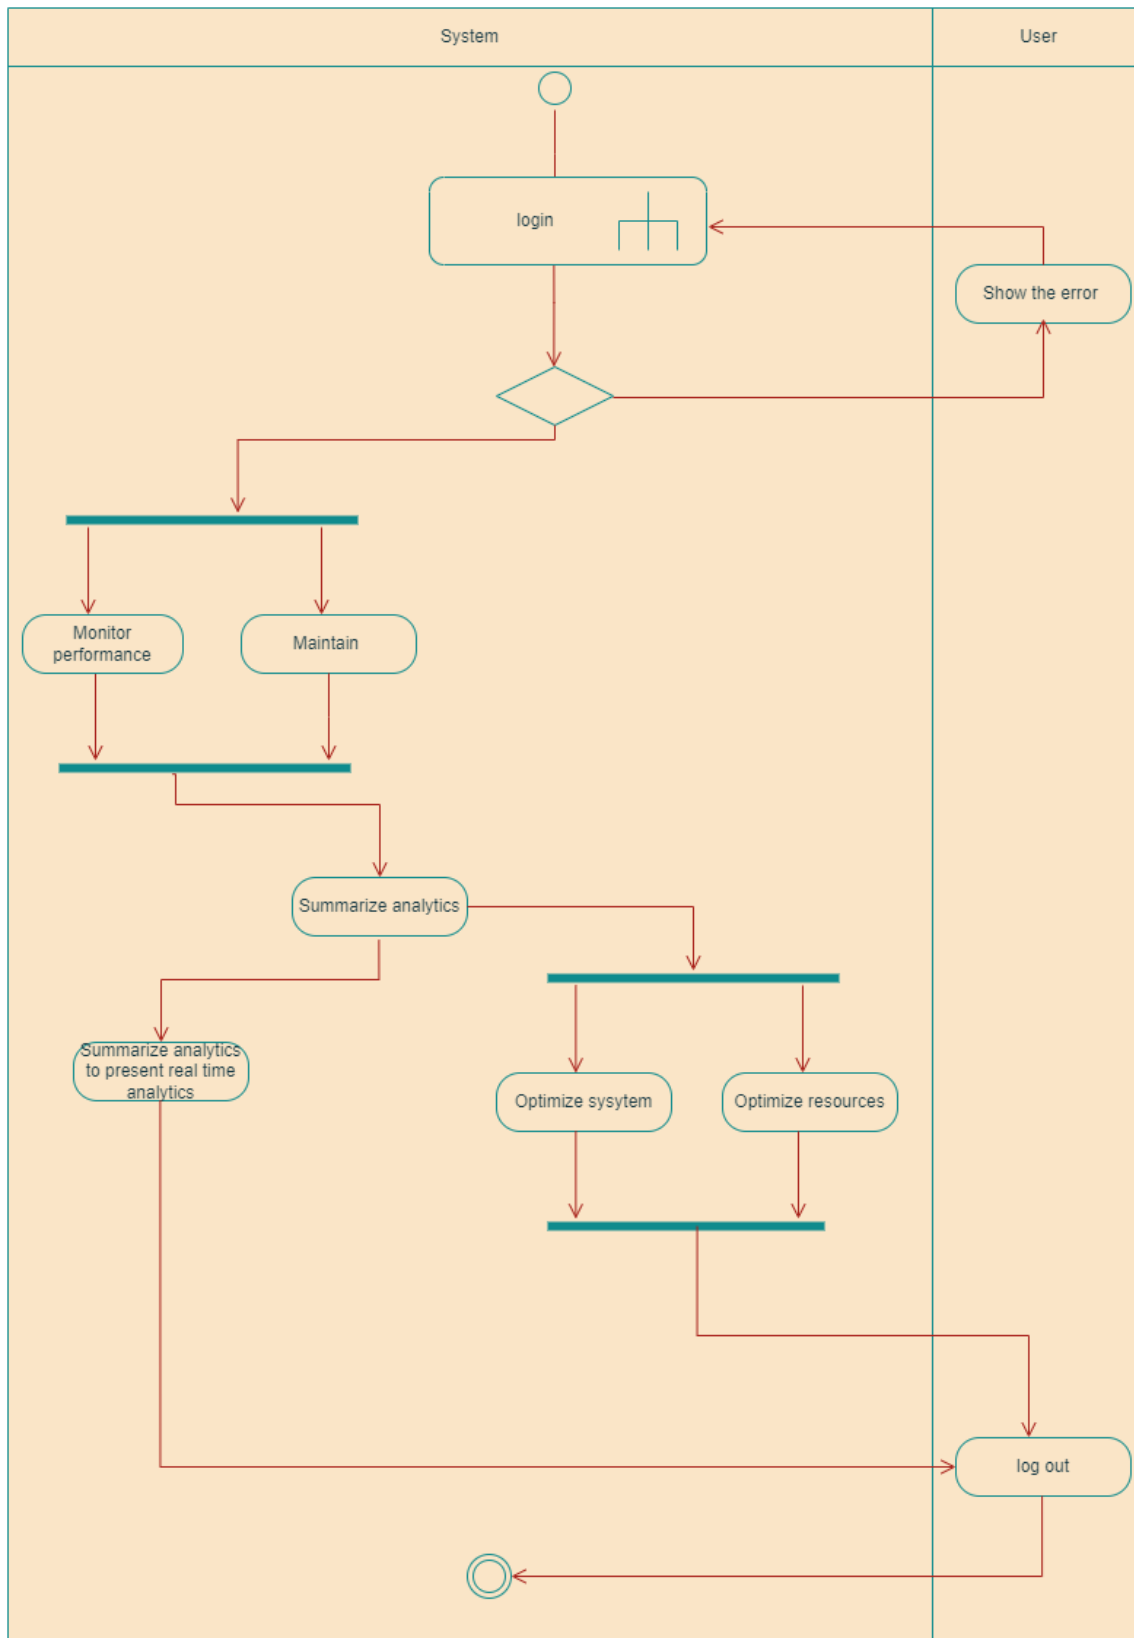 System
User
login
Show the error
Monitor
performance
Maintain
Summarize analytics
Summarize analytics
to present real time
analytics
Optimize sysytem
Optimize resources
log out